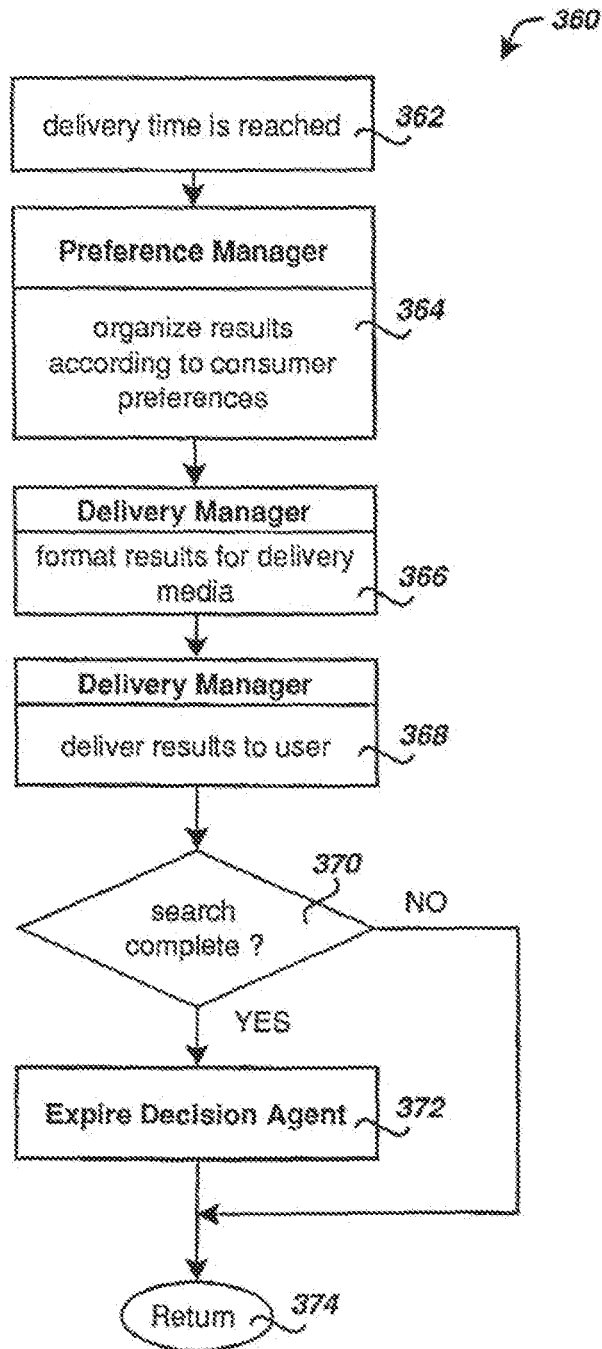 360
delivery time is reached
362
Preference Manager
organize results
according to consumer
preferences
364
Delivery Manager
format results for delivery
media
366
Delivery Manager
deliver results to user
368
370
search
complete ?
NO
YES
Expire Decision Agent
372
Return
374